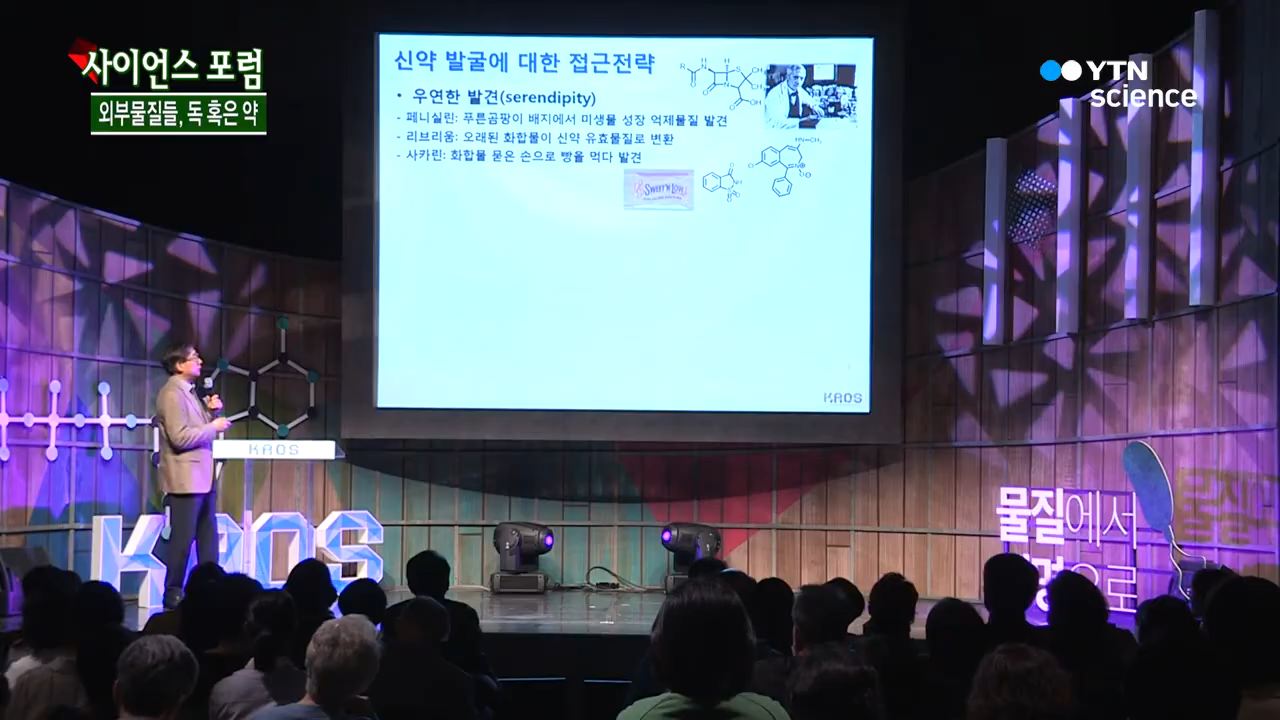 사이언스 포럼
외부물질들, 독 혹은 약
YTN
science
신약 발굴에 대한 접근전략
• 우연한 발견(serendipity)
- 페니실린: 푸른곰팡이 배지에서 미생물 성장 억제물질 발견
- 리브리움: 오래된 화합물이 신약 유효물질로 변환
- 사카린: 화합물 묻은 손으로 빵을 먹다 발견
SWEET'N LOW
KAOS
KAOS
KAOS
물질에서